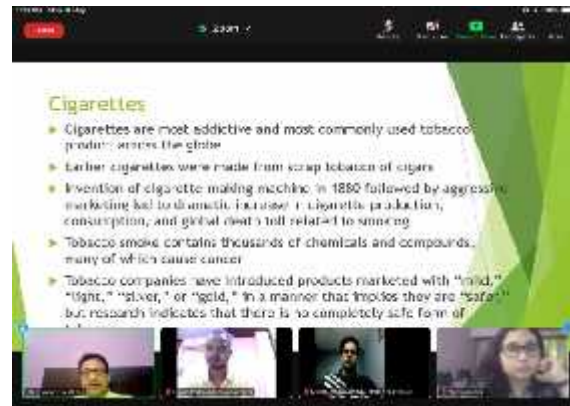 Zoom
Cigarettes
Cigarettes are most addictive and most commonly used tobacco
product across the globe
Earlier cigarettes were made from scrap tobacco of cigars
Invention of cigarette making machine in 1880 followed by aggressive
marketing led to dramatic increase in cigarette production,
consumption, and global death toll related to smoking
Tobacco smoke contains thousands of chemicals and compounds,
many of which cause cancer
Tobacco companies have introduced products marketed with "mild,"
"light," "silver," or "gold," in a manner that implies they are "safe,"
but research indicates that there is no completely safe form of